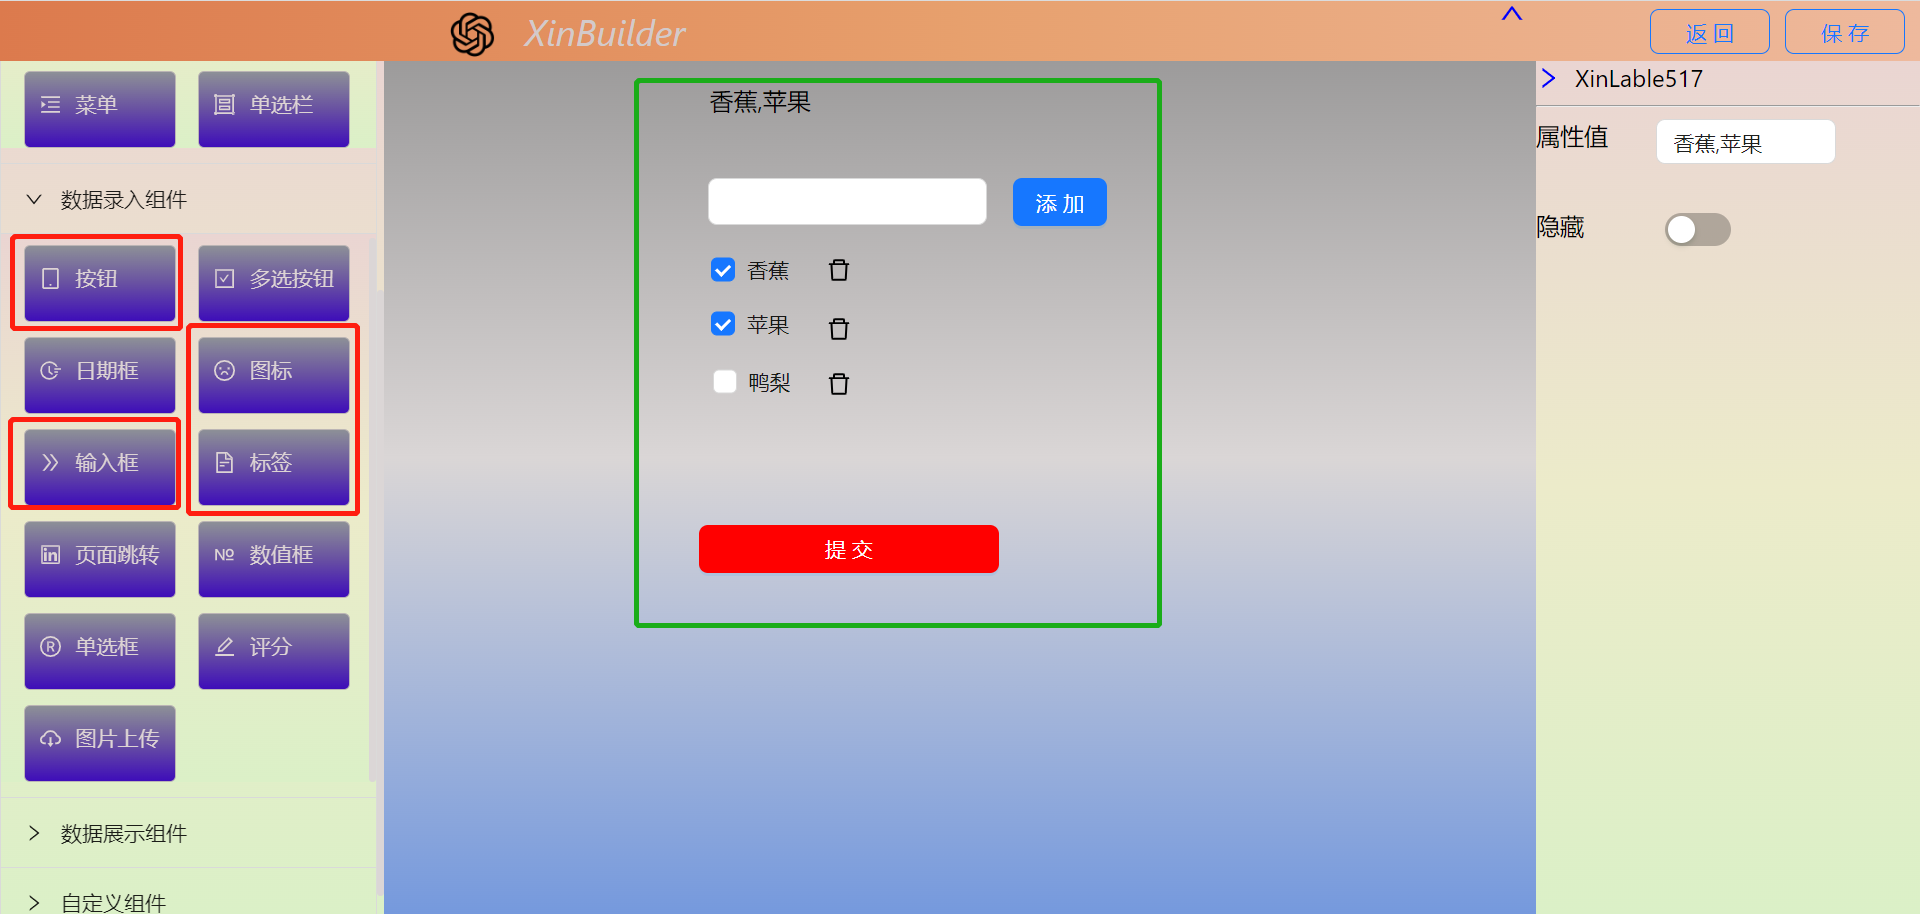 XinBuilder
返 回
保 存
菜单
单选栏
数据录入组件
按钮
多选按钮
日期框
图标
输入框
标签
页面跳转
数值框
单选框
评分
图片上传
数据展示组件
自定义组件
香蕉,苹果
添 加
香蕉
苹果
鸭梨
提 交
XinLable517
属性值
香蕉,苹果
隐藏